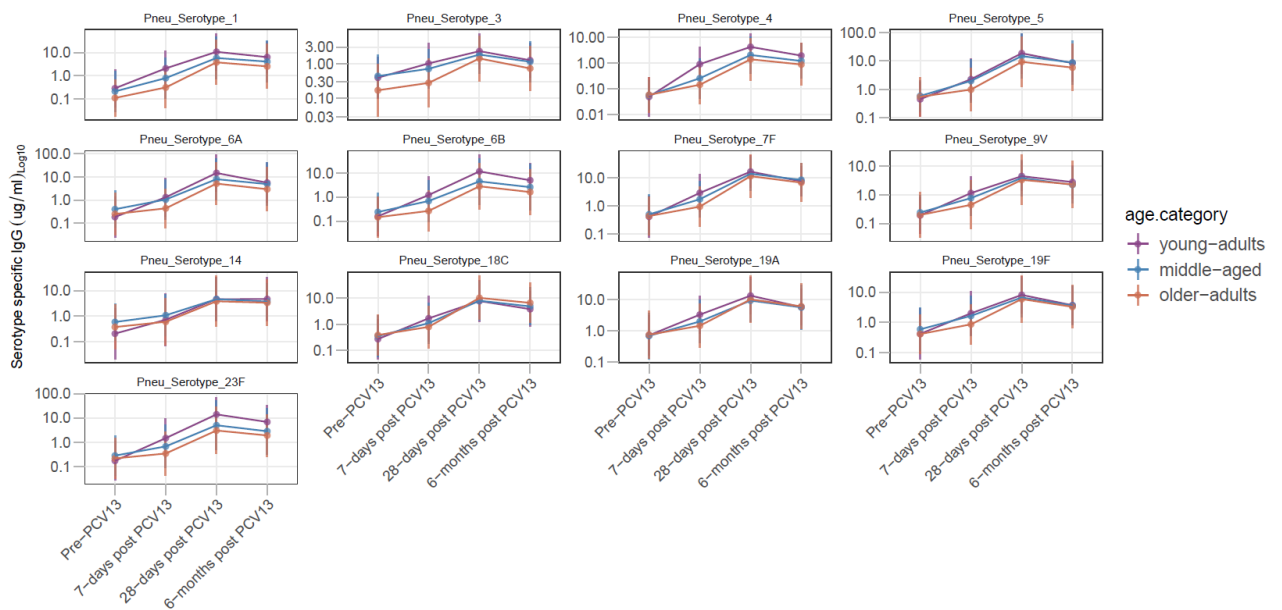 Pneu_Serotype_1
Pneu_Serotype_3
Pneu_Serotype_4
Pneu_Serotype_5
10.0
1.0
0.1
3.00
1.00
0.30
0.10
0.03
10.00
1.00
0.10
0.01
100.0
10.0
1.0
0.1
Pneu_Serotype_6A
Pneu_Serotype_6B
Pneu_Serotype_7F
Pneu_Serotype_9V
100.0
10.0
1.0
0.1
10.0
1.0
0.1
10.0
1.0
0.1
10.0
1.0
0.1
Pneu_Serotype_14
Pneu_Serotype_18C
Pneu_Serotype_19A
Pneu_Serotype_19F
10.0
1.0
0.1
10.0
1.0
0.1
10.0
1.0
0.1
10.0
1.0
0.1
Pneu_Serotype_23F
100.0
10.0
1.0
0.1
Serotype specific IgG ( ug/ml )Log10
Pre−PCV13
7−days post PCV13
28−days post PCV13
6−months post PCV13
Pre−PCV13
7−days post PCV13
28−days post PCV13
6−months post PCV13
Pre−PCV13
7−days post PCV13
28−days post PCV13
6−months post PCV13
Pre−PCV13
7−days post PCV13
28−days post PCV13
6−months post PCV13
age.category
young−adults
middle−aged
older−adults